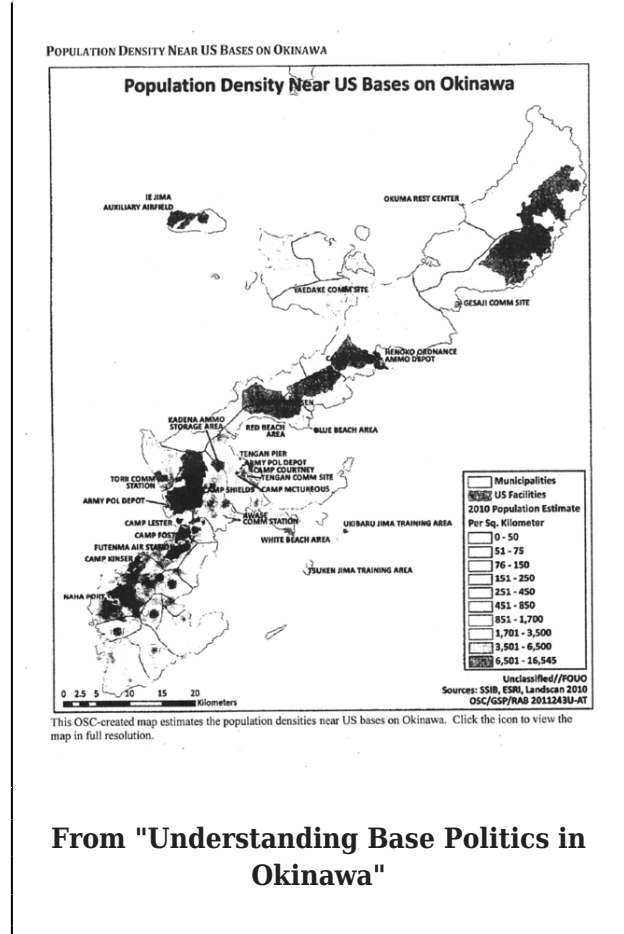 POPULATION DENSITY NEAR US BASES ON OKINAWA
Population Density Near US Bases on Okinawa
IE JIMA
AUXILIARY AIRFIELD
OKUMA REST CENTER
YAEDAKE COMM SITE
GESAJI COMM SITE
HENOKO ORDNANCE
AMMO DEPOT
KADENA AMMO
STORAGE AREA
RED BEACH
AREA
BLUE BEACH AREA
TENGAN PIER
ARMY POL DEPOT
CAMP COURTNEY
TENGAN COMM SITE
TORII COMM
STATION
CAMP SHIELDS
CAMP MCTUREOUS
ARMY POL DEPOT
AWASE
COMM STATION
CAMP LESTER
UKIBARU JIMA TRAINING AREA
CAMP FOST
WHITE BEACH AREA
FUTENMA AIR STATION
CAMP KINSER
TSUKEN JIMA TRAINING AREA
NAHA PORT
Municipalities
US Facilities
2010 Population Estimate
Per Sq. Kilometer
0 - 50
51 - 75
76 - 150
151 - 250
251 - 450
451 - 850
851 - 1,700
1,701 - 3,500
3,501 - 6,500
6,501 - 16,545
Unclassified//FOUO
Sources: SSIB, ESRI, Landscan 2010
OSC/GSP/RAB 2011243U-AT
0 2.5 5 10 15 20
Kilometers
This OSC-created map estimates the population densities near US bases on Okinawa. Click the icon to view the
map in full resolution.
From "Understanding Base Politics in
Okinawa"